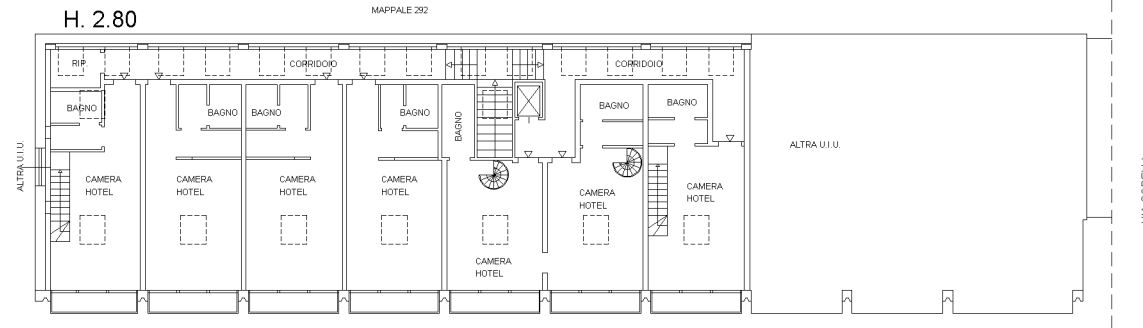 MAPPALE 292
H. 2.80
RIP.
CORRIDOIO
CORRIDOIO
BAGNO
BAGNO
BAGNO
BAGNO
BAGNO
BAGNO
BAGNO
ALTRA U.I.U.
ALTRA U.I.U.
CAMERA
HOTEL
CAMERA
HOTEL
CAMERA
HOTEL
CAMERA
HOTEL
CAMERA
HOTEL
CAMERA
HOTEL
CAMERA
HOTEL